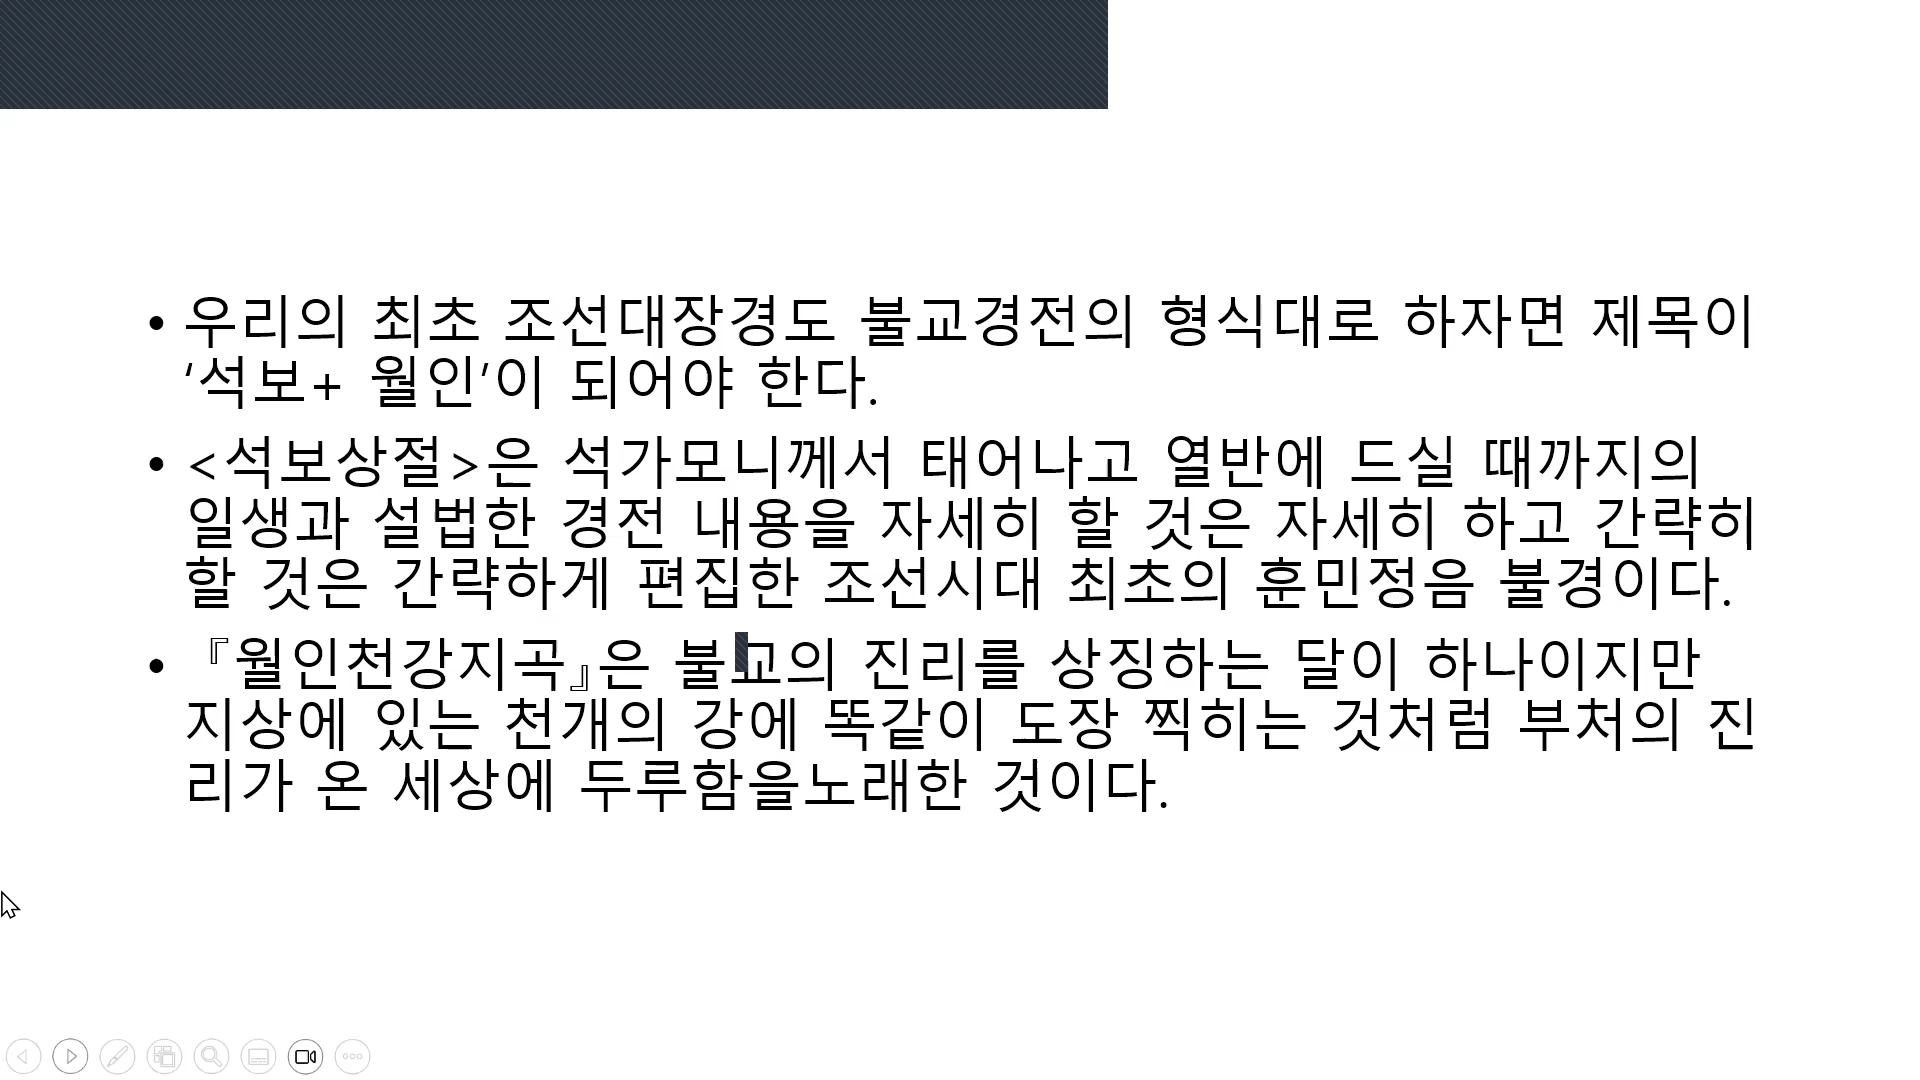 • 우리의 최초 조선대장경도 불교경전의 형식대로 하자면 제목이
‘석보+ 월인’이 되어야 한다.
• <석보상절>은 석가모니께서 태어나고 열반에 드실 때까지의
일생과 설법한 경전 내용을 자세히 할 것은 자세히 하고 간략히
할 것은 간략하게 편집한 조선시대 최초의 훈민정음 불경이다.
• 『월인천강지곡』은 불교의 진리를 상징하는 달이 하나이지만
지상에 있는 천개의 강에 똑같이 도장 찍히는 것처럼 부처의 진
리가 온 세상에 두루함을노래한 것이다.